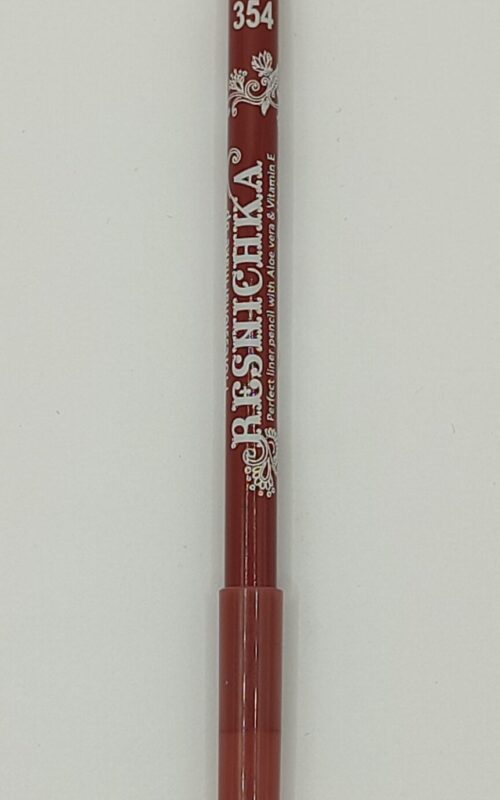 354
RESNICHKA
Perfect liner pencil with Aloe vera & Vitamin E